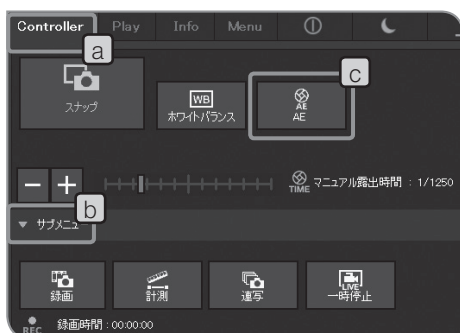 Controller Play Info Menu
a
c
スナップ
WB
ホワイトバランス
AE
AE
− +
TIME マニュアル露出時間 : 1/1250
b
▼ サブメニュー
録画
計測
連写
LIVE
一時停止
REC 録画時間 : 00:00:00